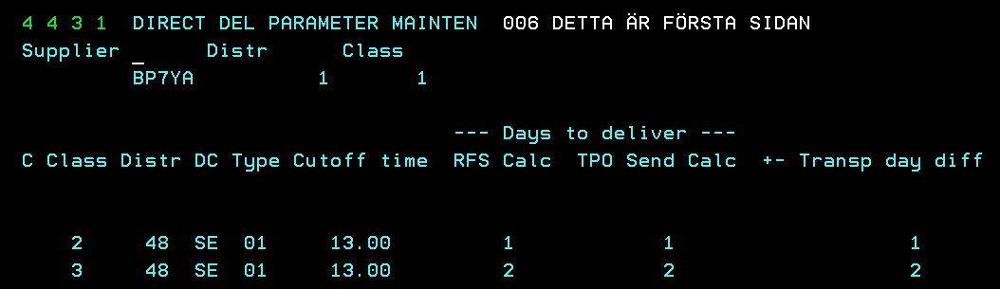 4 4 3 1 DIRECT DEL PARAMETER MAINTEN 006 DETTA ÄR FÖRSTA SIDAN
Supplier _ Distr Class
BP7YA 1 1
--- Days to deliver ---
C Class Distr DC Type Cutoff time RFS Calc TPO Send Calc +- Transp day diff
2 48 SE 01 13.00 1 1 1
3 48 SE 01 13.00 2 2 2